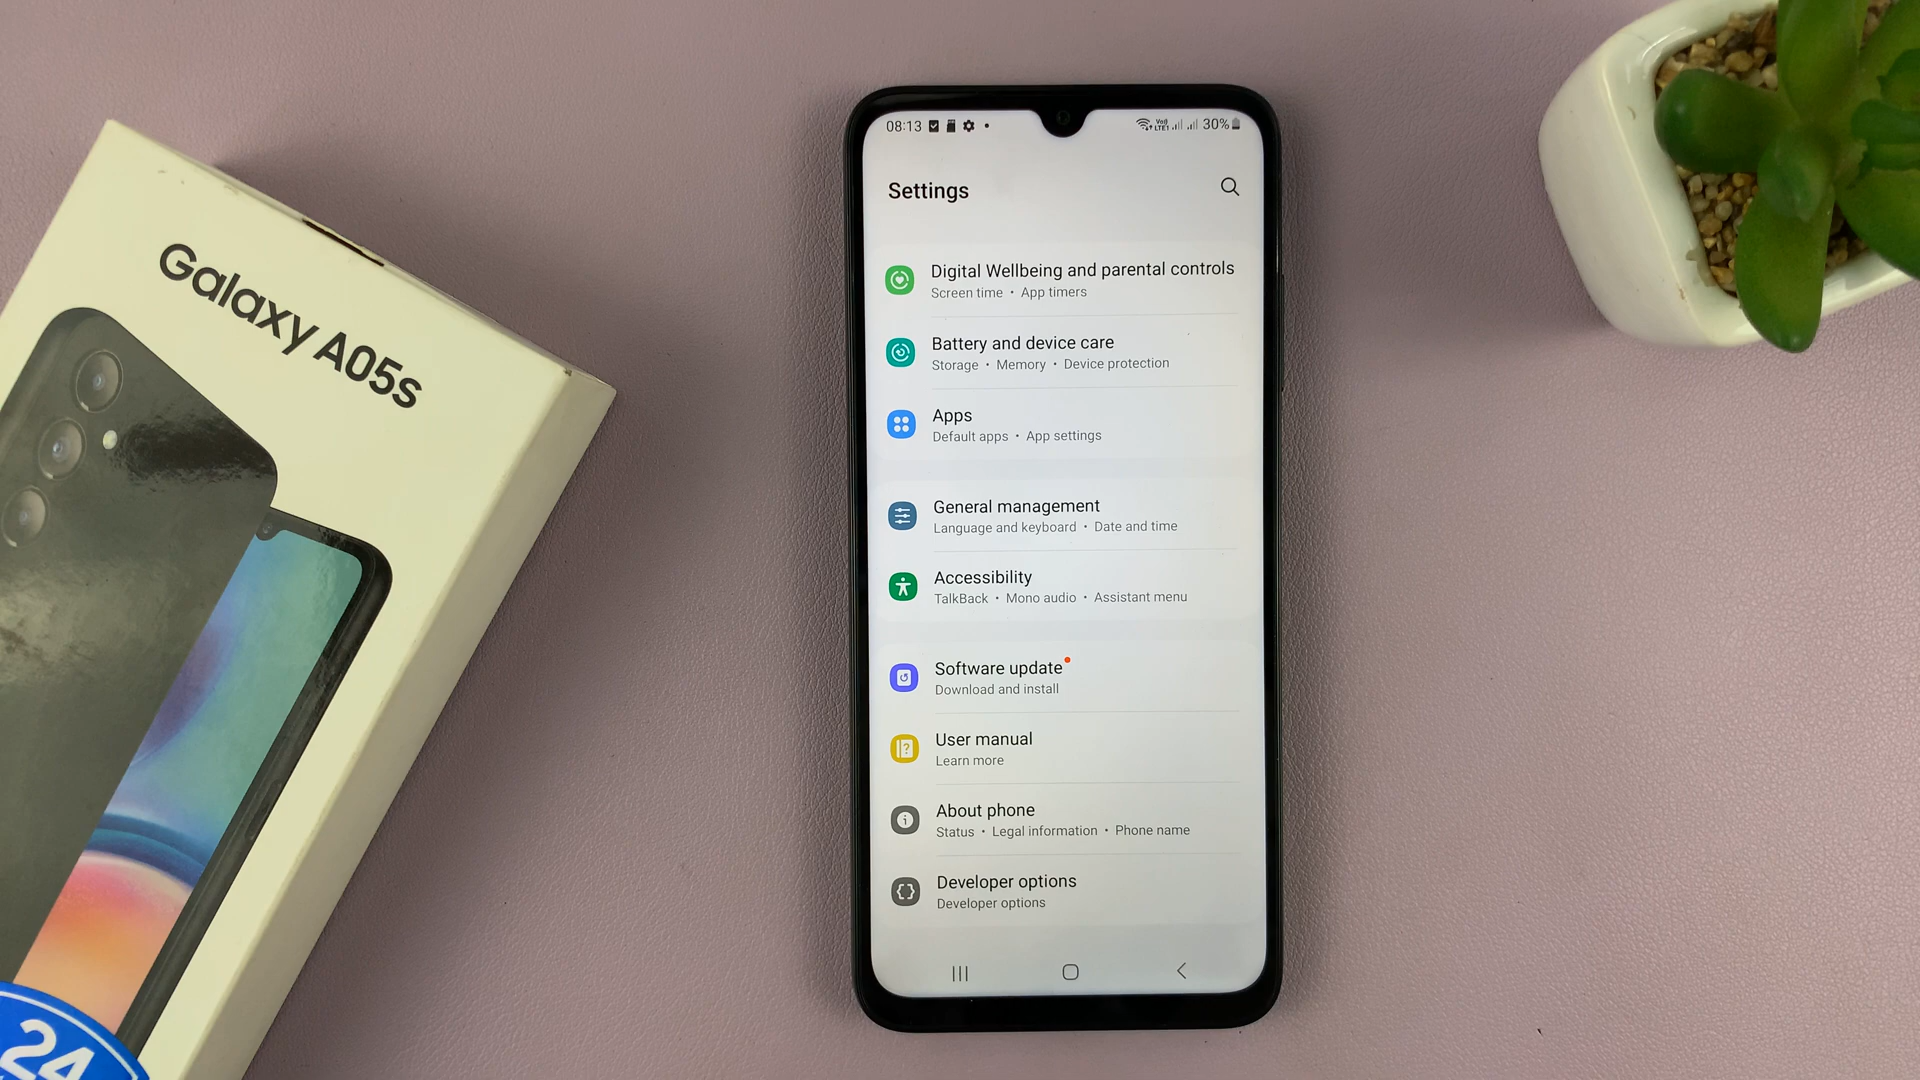 Galaxy A05s
24
08:13
30%
Settings
Digital Wellbeing and parental controls
Screen time • App timers
Battery and device care
Storage • Memory • Device protection
Apps
Default apps • App settings
General management
Language and keyboard • Date and time
Accessibility
TalkBack • Mono audio • Assistant menu
Software update
Download and install
User manual
Learn more
About phone
Status • Legal information • Phone name
Developer options
Developer options